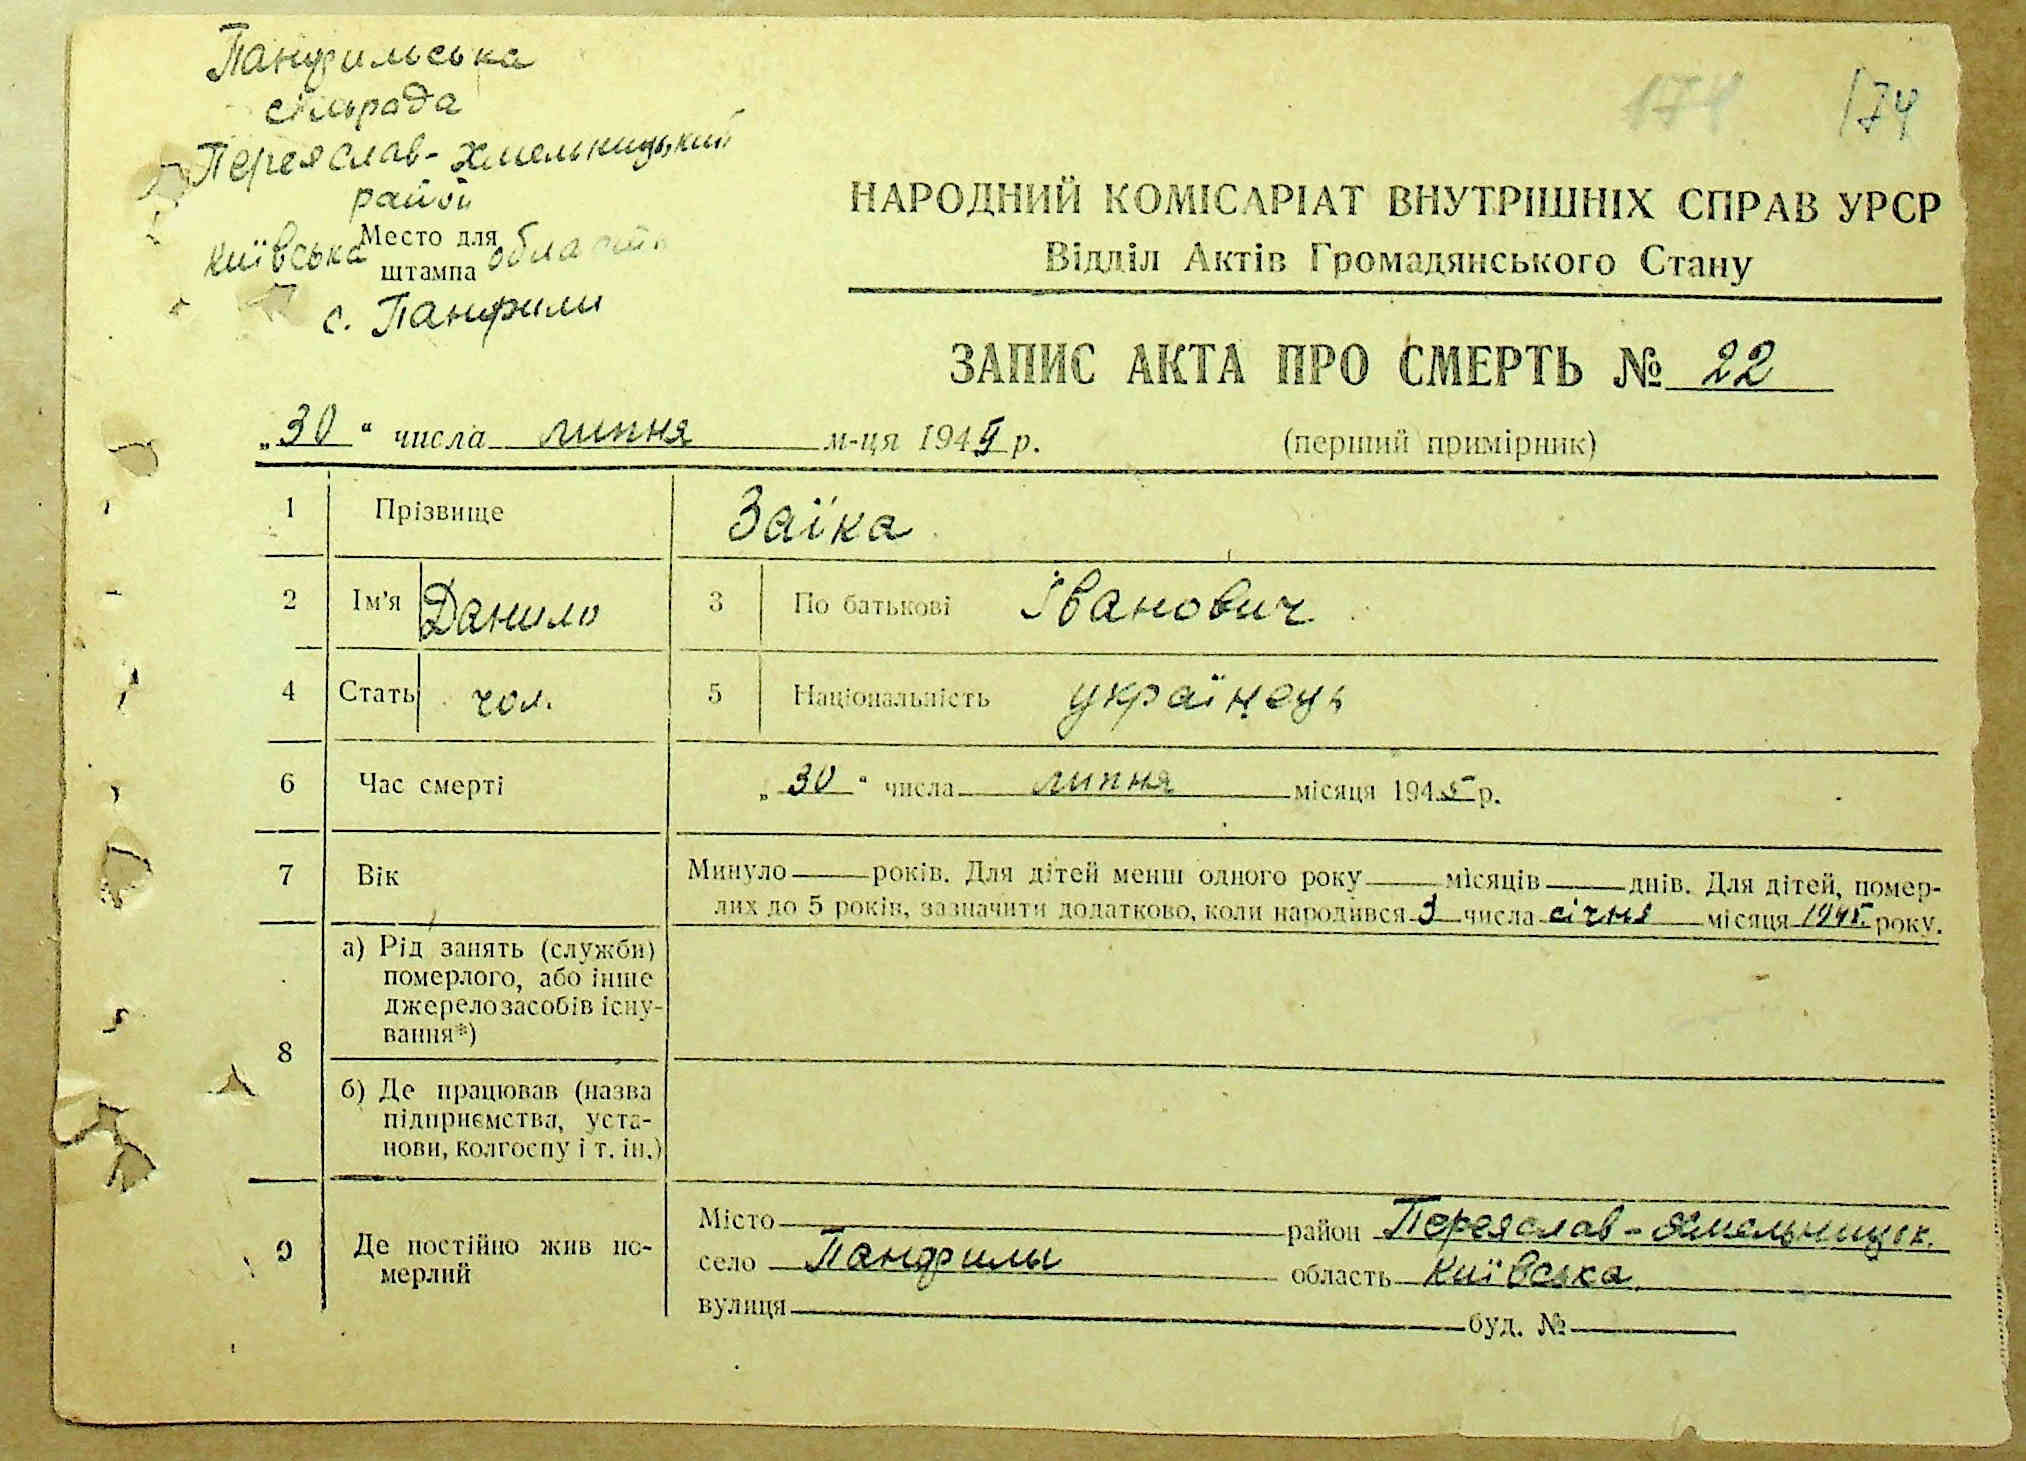 Панфильська
сільрада
174 174
Переяслав-Хмельницький
район
НАРОДНИЙ КОМІСАРІАТ ВНУТРІШНІХ СПРАВ УРСР
Место для
Київська штампа область
Відділ Актів Громадянського Стану
с. Панфили
ЗАПИС АКТА ПРО СМЕРТЬ № 22
„30“ числа липня м-ця 1945 р.
(перший примірник)
1 Прізвище Заїка
2 Ім'я Данило 3 По батькові Іванович
4 Стать чол. 5 Національність українець
6 Час смерті „30“ числа липня місяця 1945 р.
7 Вік Минуло років. Для дітей менш одного року місяців днів. Для дітей, помер-
лих до 5 років, зазначити додатково, коли народився 3 числа січня місяця 1945 року.
8 а) Рід занять (служби)
померлого, або інше
джерело засобів існу-
вання*)
б) Де працював (назва
підприємства, уста-
нови, колгоспу і т. ін.)
9 Де постійно жив по-
мерлий
Місто район Переяслав-Хмельницьк.
село Панфили область Київська
вулиця буд. №